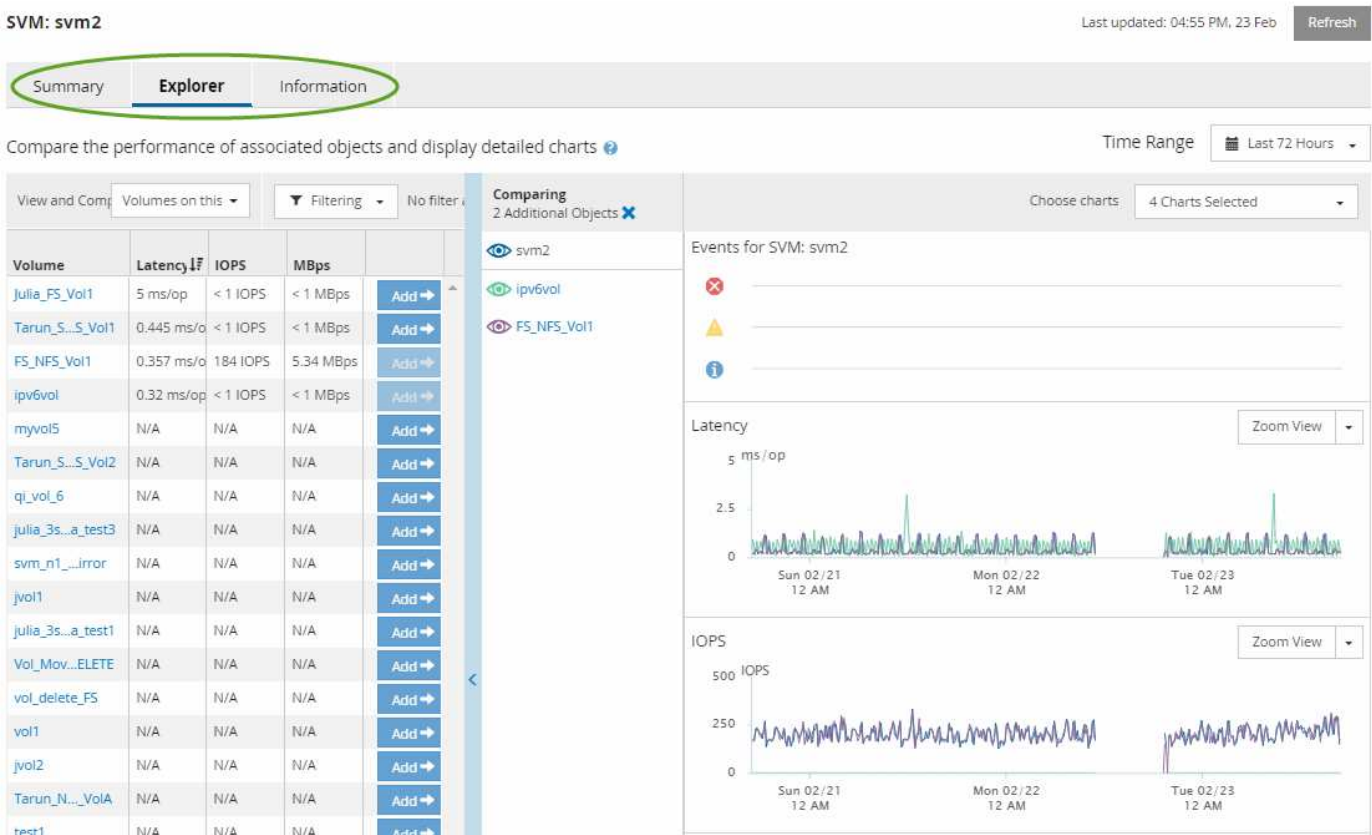 SVM: svm2
Last updated: 04:55 PM, 23 Feb
Refresh
Summary
Explorer
Information
Compare the performance of associated objects and display detailed charts
Time Range
Last 72 Hours
View and Comp
Volumes on this
Filtering
No filter
Volume Latency IOPS MBps
Julia_FS_Vol1 5 ms/op < 1 IOPS < 1 MBps Add
Tarun_S...S_Vol1 0.445 ms/o < 1 IOPS < 1 MBps Add
FS_NFS_Vol1 0.357 ms/o 184 IOPS 5.34 MBps Add
ipv6vol 0.32 ms/op < 1 IOPS < 1 MBps Add
myvol5 N/A N/A N/A Add
Tarun_S...S_Vol2 N/A N/A N/A Add
qi_vol_6 N/A N/A N/A Add
julia_3s...a_test3 N/A N/A N/A Add
svm_n1_...irror N/A N/A N/A Add
jvol1 N/A N/A N/A Add
julia_3s...a_test1 N/A N/A N/A Add
Vol_Mov...ELETE N/A N/A N/A Add
vol_delete_FS N/A N/A N/A Add
vol1 N/A N/A N/A Add
jvol2 N/A N/A N/A Add
Tarun_N..._VolA N/A N/A N/A Add
test1 N/A N/A N/A Add
Comparing
2 Additional Objects
svm2
ipv6vol
FS_NFS_Vol1
Choose charts
4 Charts Selected
Events for SVM: svm2
Latency
Zoom View
ms/op
5
2.5
0
Sun 02/21 Mon 02/22 Tue 02/23
12 AM 12 AM 12 AM
IOPS
Zoom View
IOPS
500
250
0
Sun 02/21 Mon 02/22 Tue 02/23
12 AM 12 AM 12 AM